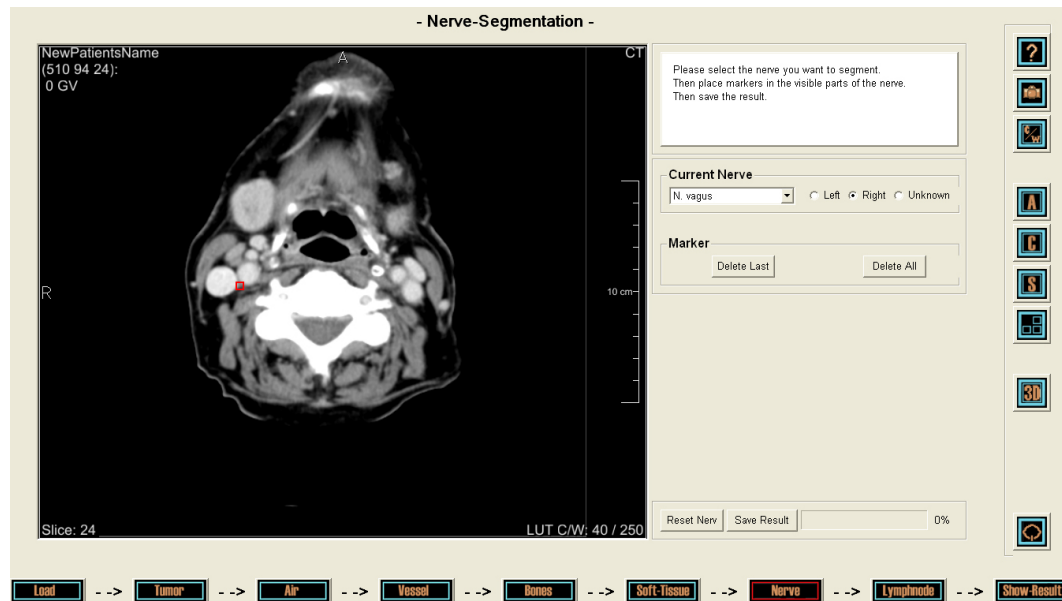 - Nerve-Segmentation -
NewPatientsName
(510 94 24):
0 GV
A
CT
R
10 cm
Slice: 24
LUT C/W: 40 / 250
Please select the nerve you want to segment.
Then place markers in the visible parts of the nerve.
Then save the result.
Current Nerve
N. vagus Left Right Unknown
Marker
Delete Last Delete All
Reset Nerv Save Result 0%
?
C/W
A
C
S
3D
Load --> Tumor --> Air --> Vessel --> Bones --> Soft-Tissue --> Nerve --> Lymphnode --> Show-Result